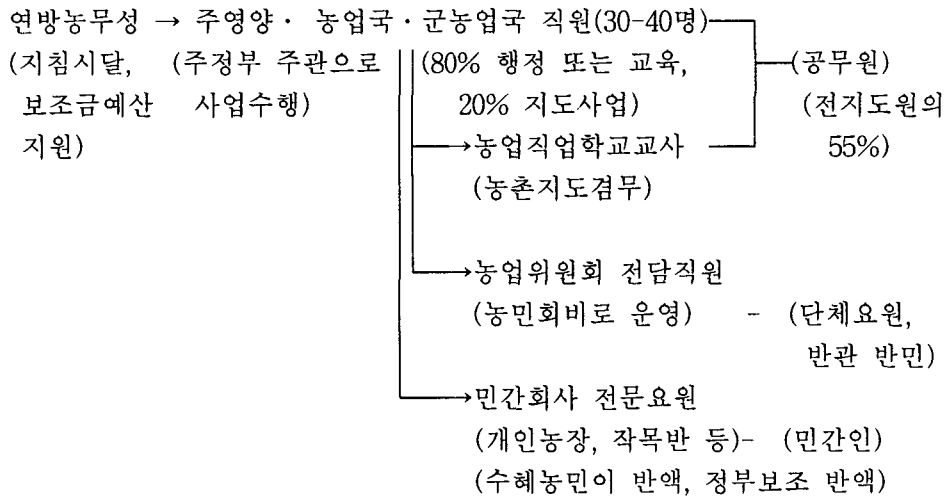 연방농무성 → 주영양· 농업국·군농업국 직원(30-40명)
(지침시달, (주정부 주관으로 (80% 행정 또는 교육, (공무원)
보조금예산 사업수행) 20% 지도사업) (전지도원의
지원) →농업직업학교교사 55%)
(농촌지도겸무)
→농업위원회 전담직원
(농민회비로 운영) - (단체요원,
반관 반민)
→민간회사 전문요원
(개인농장, 작목반 등)- (민간인)
(수혜농민이 반액, 정부보조 반액)